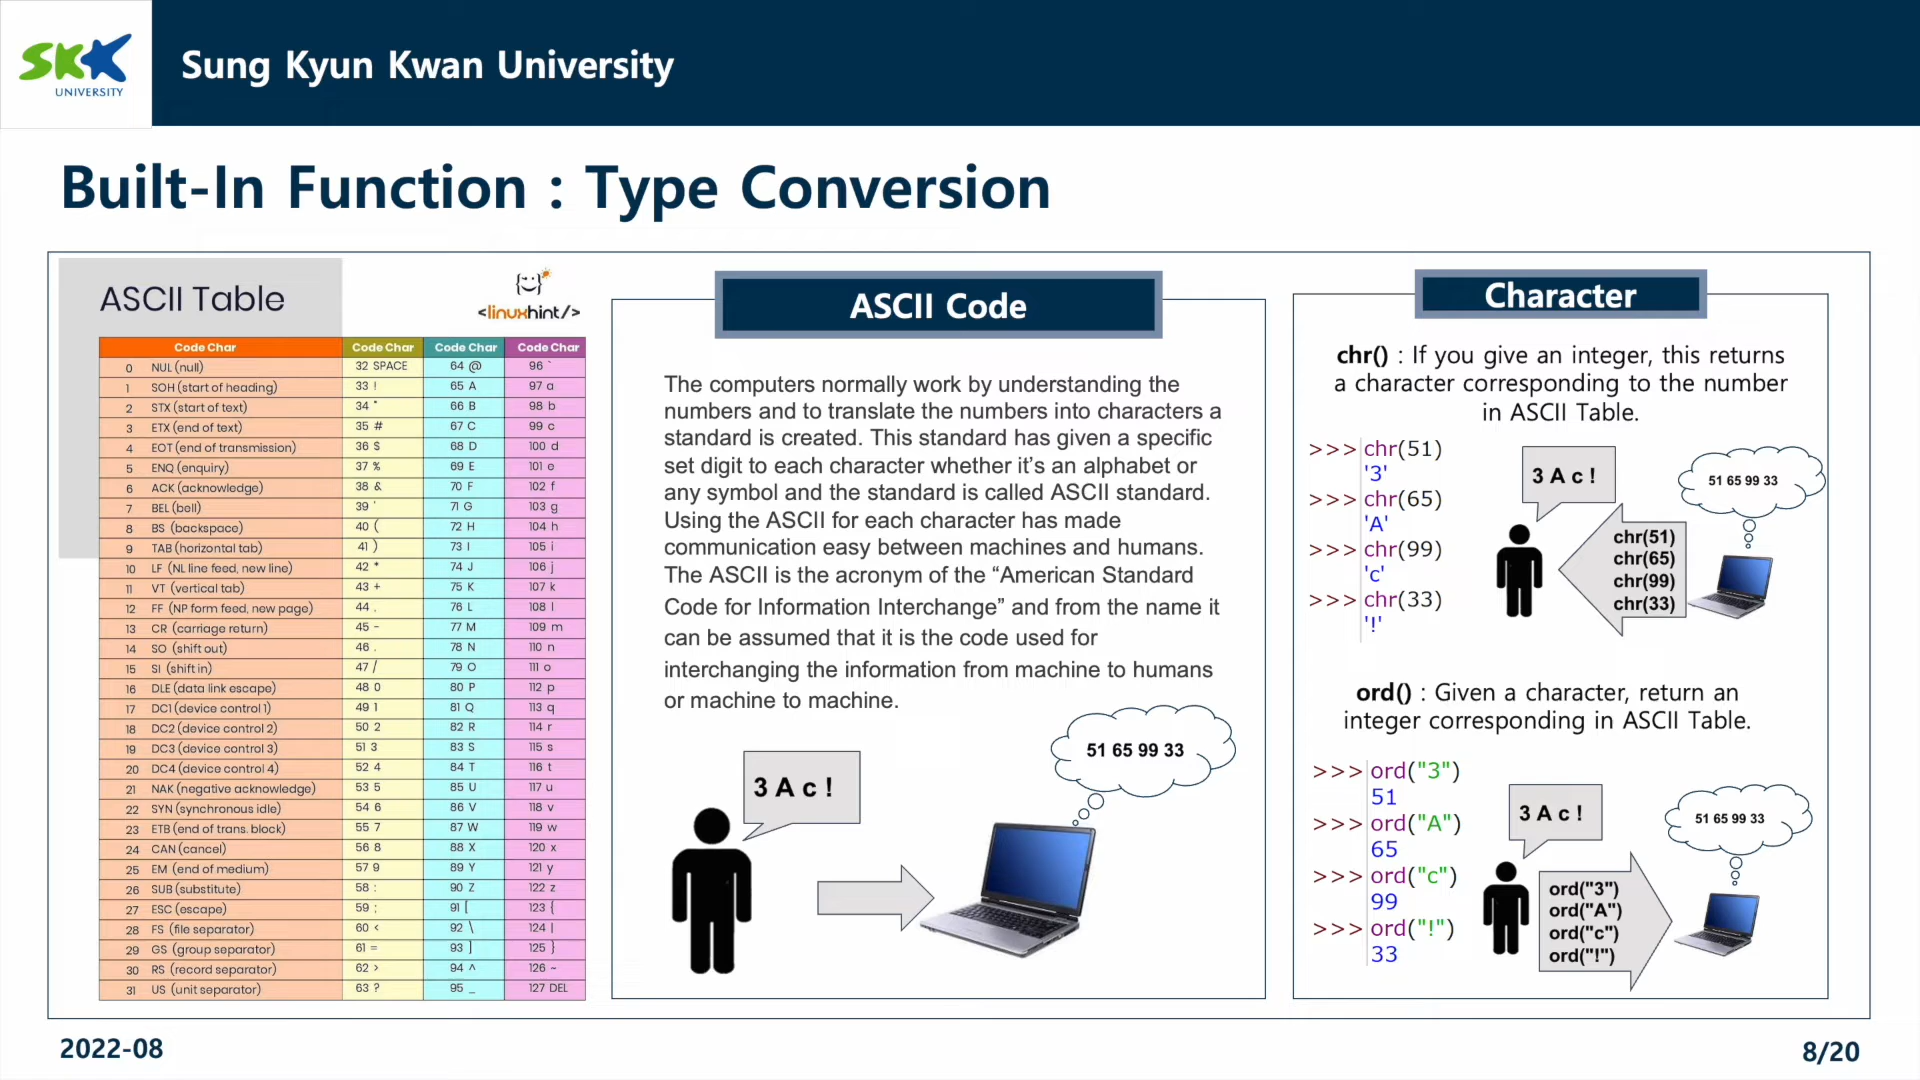 SKK
UNIVERSITY
Sung Kyun Kwan University
Built-In Function : Type Conversion
ASCII Table
<linuxhint/>
Code Char Code Char Code Char Code Char
0 NUL (null) 32 SPACE 64 @ 96 `
1 SOH (start of heading) 33 ! 65 A 97 a
2 STX (start of text) 34 " 66 B 98 b
3 ETX (end of text) 35 # 67 C 99 c
4 EOT (end of transmission) 36 $ 68 D 100 d
5 ENQ (enquiry) 37 % 69 E 101 e
6 ACK (acknowledge) 38 & 70 F 102 f
7 BEL (bell) 39 ' 71 G 103 g
8 BS (backspace) 40 ( 72 H 104 h
9 TAB (horizontal tab) 41 ) 73 I 105 i
10 LF (NL line feed, new line) 42 * 74 J 106 j
11 VT (vertical tab) 43 + 75 K 107 k
12 FF (NP form feed, new page) 44 , 76 L 108 l
13 CR (carriage return) 45 - 77 M 109 m
14 SO (shift out) 46 . 78 N 110 n
15 SI (shift in) 47 / 79 O 111 o
16 DLE (data link escape) 48 0 80 P 112 p
17 DC1 (device control 1) 49 1 81 Q 113 q
18 DC2 (device control 2) 50 2 82 R 114 r
19 DC3 (device control 3) 51 3 83 S 115 s
20 DC4 (device control 4) 52 4 84 T 116 t
21 NAK (negative acknowledge) 53 5 85 U 117 u
22 SYN (synchronous idle) 54 6 86 V 118 v
23 ETB (end of trans. block) 55 7 87 W 119 w
24 CAN (cancel) 56 8 88 X 120 x
25 EM (end of medium) 57 9 89 Y 121 y
26 SUB (substitute) 58 : 90 Z 122 z
27 ESC (escape) 59 ; 91 [ 123 {
28 FS (file separator) 60 < 92 \ 124 |
29 GS (group separator) 61 = 93 ] 125 }
30 RS (record separator) 62 > 94 ^ 126 ~
31 US (unit separator) 63 ? 95 _ 127 DEL
ASCII Code
The computers normally work by understanding the
numbers and to translate the numbers into characters a
standard is created. This standard has given a specific
set digit to each character whether it's an alphabet or
any symbol and the standard is called ASCII standard.
Using the ASCII for each character has made
communication easy between machines and humans.
The ASCII is the acronym of the “American Standard
Code for Information Interchange” and from the name it
can be assumed that it is the code used for
interchanging the information from machine to humans
or machine to machine.
3 A c !
51 65 99 33
Character
chr() : If you give an integer, this returns
a character corresponding to the number
in ASCII Table.
>>> chr(51)
'3'
>>> chr(65)
'A'
>>> chr(99)
'c'
>>> chr(33)
'!'
3 A c !
51 65 99 33
chr(51)
chr(65)
chr(99)
chr(33)
ord() : Given a character, return an
integer corresponding in ASCII Table.
>>> ord("3")
51
>>> ord("A")
65
>>> ord("c")
99
>>> ord("!")
33
3 A c !
51 65 99 33
ord("3")
ord("A")
ord("c")
ord("!")
2022-08
8/20